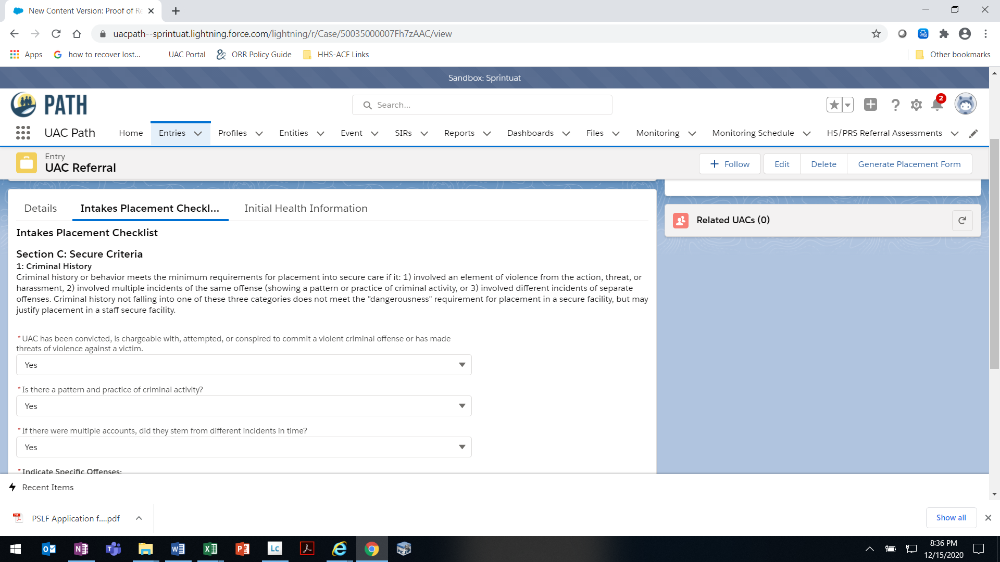 New Content Version: Proof of Re
uacpath--sprintuat.lightning.force.com/lightning/r/Case/50035000007Fh7zAAC/view
Apps how to recover lost... UAC Portal ORR Policy Guide HHS-ACF Links Other bookmarks
Sandbox: Sprintuat
PATH
Search...
2
UAC Path Home Entries Profiles Entities Event SIRs Reports Dashboards Files Monitoring Monitoring Schedule HS/PRS Referral Assessments
Entry
UAC Referral
Follow Edit Delete Generate Placement Form
Details Intakes Placement Checkl... Initial Health Information
Related UACs (0)
Intakes Placement Checklist
Section C: Secure Criteria
1: Criminal History
Criminal history or behavior meets the minimum requirements for placement into secure care if it: 1) involved an element of violence from the action, threat, or
harassment, 2) involved multiple incidents of the same offense (showing a pattern or practice of criminal activity, or 3) involved different incidents of separate
offenses. Criminal history not falling into one of these three categories does not meet the "dangerousness" requirement for placement in a secure facility, but may
justify placement in a staff secure facility.
*UAC has been convicted, is chargeable with, attempted, or conspired to commit a violent criminal offense or has made
threats of violence against a victim.
Yes
*Is there a pattern and practice of criminal activity?
Yes
*If there were multiple accounts, did they stem from different incidents in time?
Yes
*Indicate Specific Offenses:
Recent Items
PSLF Application f....pdf
Show all
Lc
8:36 PM
12/15/2020